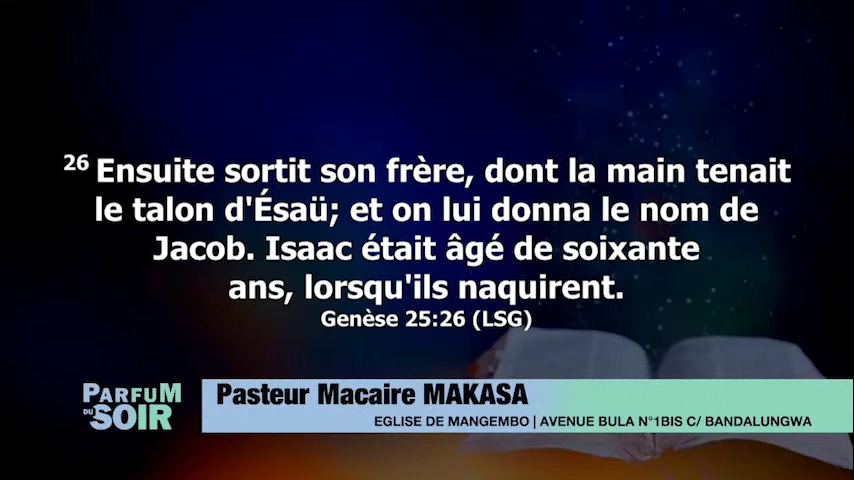 26 Ensuite sortit son frère, dont la main tenait
le talon d'Ésaü; et on lui donna le nom de
Jacob. Isaac était âgé de soixante
ans, lorsqu'ils naquirent.
Genèse 25:26 (LSG)
PARFUM
DU SOIR
Pasteur Macaire MAKASA
EGLISE DE MANGEMBO | AVENUE BULA N°1BIS C/ BANDALUNGWA